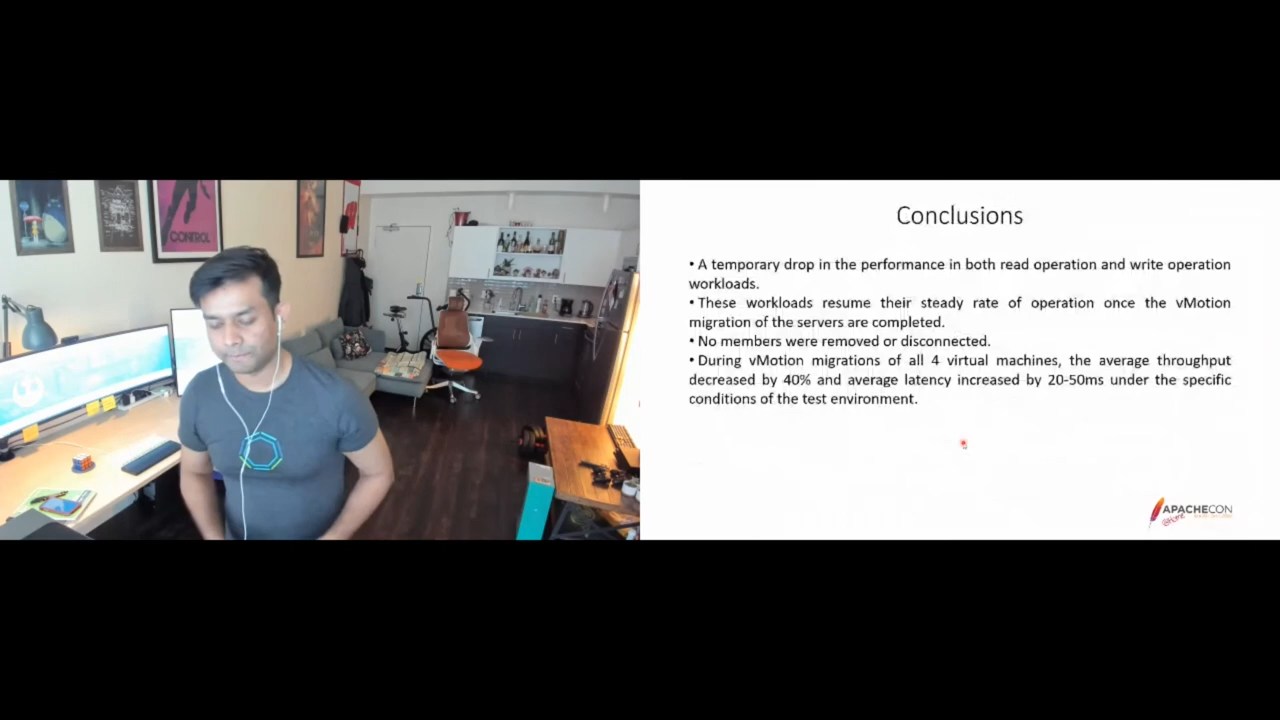 CONTROL
Conclusions
• A temporary drop in the performance in both read operation and write operation
workloads.
• These workloads resume their steady rate of operation once the vMotion
migration of the servers are completed.
• No members were removed or disconnected.
• During vMotion migrations of all 4 virtual machines, the average throughput
decreased by 40% and average latency increased by 20-50ms under the specific
conditions of the test environment.
APACHECON
@Home